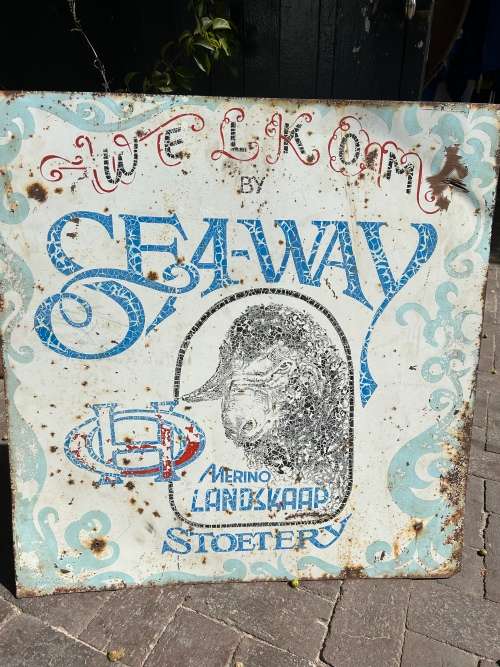 WELKOM
BY
SEA-WAY
MERINO
LANDSKAAP
STOETERY